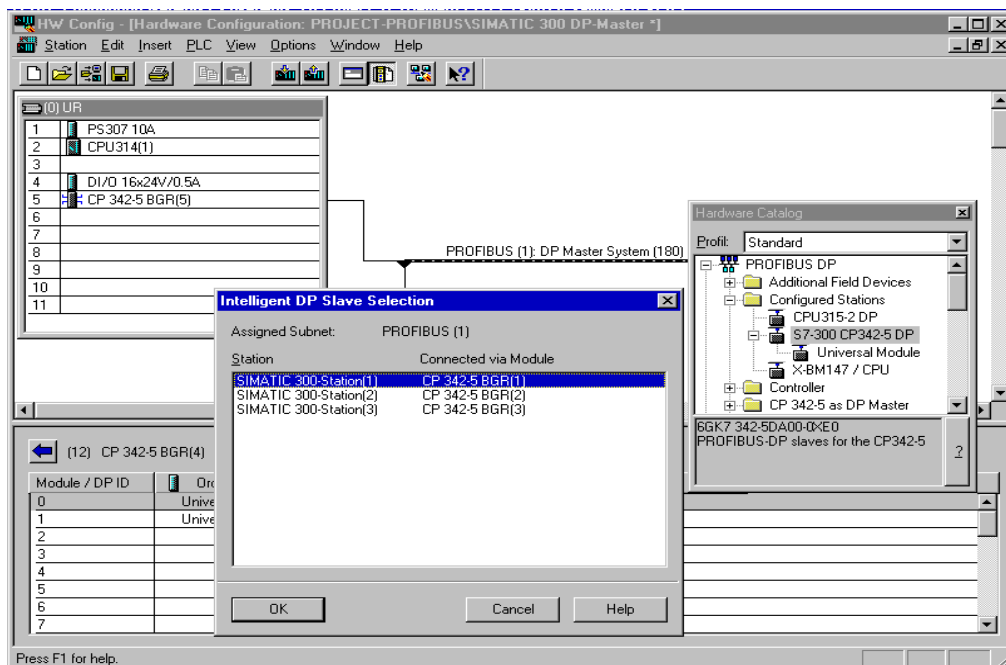 HW Config - [Hardware Configuration: PROJECT-PROFIBUS\SIMATIC 300 DP-Master *]
Station Edit Insert PLC View Options Window Help
(0) UR
1 PS307 10A
2 CPU314(1)
3
4 DI/O 16x24V/0.5A
5 CP 342-5 BGR(5)
6
7
8
9
10
11
PROFIBUS (1): DP Master System (180)
Hardware Catalog
Profil: Standard
PROFIBUS DP
Additional Field Devices
Configured Stations
CPU315-2 DP
S7-300 CP342-5 DP
Universal Module
X-BM147 / CPU
Controller
CP 342-5 as DP Master
6GK7 342-5DA00-0XE0
PROFIBUS-DP slaves for the CP342-5
?
Intelligent DP Slave Selection
Assigned Subnet: PROFIBUS (1)
Station Connected via Module
SIMATIC 300-Station(1) CP 342-5 BGR(1)
SIMATIC 300-Station(2) CP 342-5 BGR(2)
SIMATIC 300-Station(3) CP 342-5 BGR(3)
OK Cancel Help
(12) CP 342-5 BGR(4)
Module / DP ID Ord
0 Unive
1 Unive
2
3
4
5
6
7
Press F1 for help.